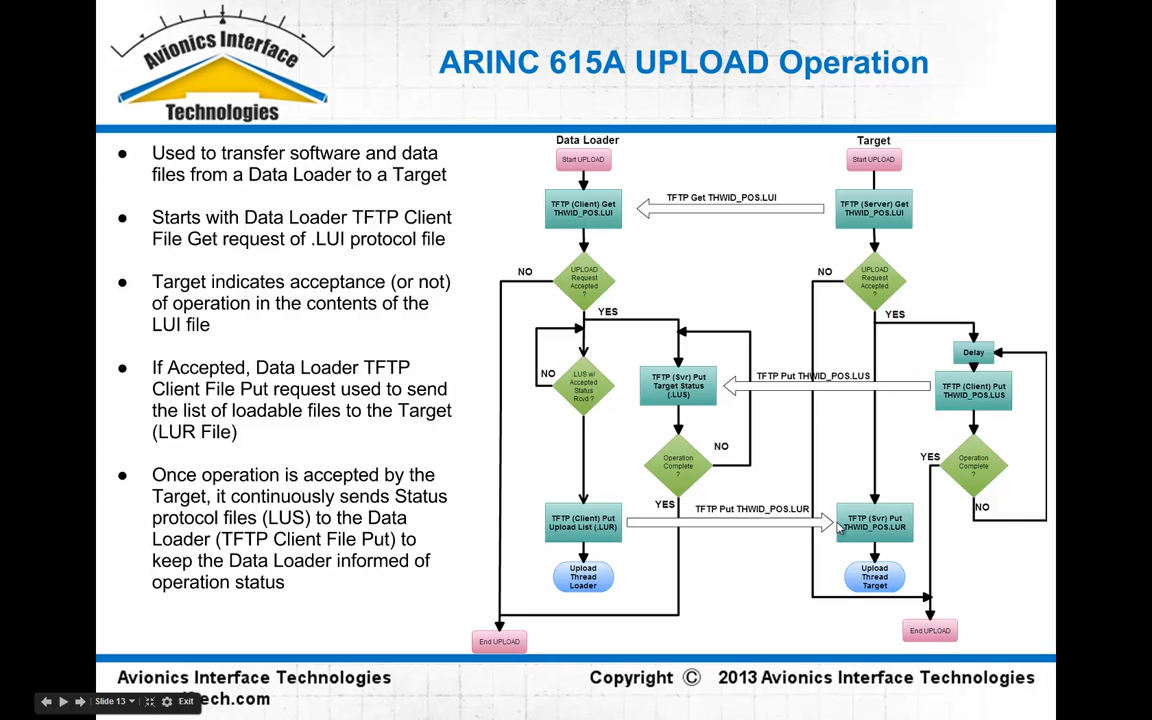 Avionics Interface
Technologies
ARINC 615A UPLOAD Operation
● Used to transfer software and data
files from a Data Loader to a Target
● Starts with Data Loader TFTP Client
File Get request of .LUI protocol file
● Target indicates acceptance (or not)
of operation in the contents of the
LUI file
● If Accepted, Data Loader TFTP
Client File Put request used to send
the list of loadable files to the Target
(LUR File)
● Once operation is accepted by the
Target, it continuously sends Status
protocol files (LUS) to the Data
Loader (TFTP Client File Put) to
keep the Data Loader informed of
operation status
Data Loader
Start UPLOAD
TFTP (Client) Get
THWID_POS.LUI
TFTP Get THWID_POS.LUI
UPLOAD
Request
Accepted
?
NO
YES
.LUS w/
Accepted
Status
Rcvd ?
NO
TFTP (Svr) Put
Target Status
(.LUS)
TFTP Put THWID_POS.LUS
Operation
Complete
?
NO
YES
TFTP (Client) Put
Upload List (.LUR)
TFTP Put THWID_POS.LUR
Upload
Thread
Loader
End UPLOAD
Target
Start UPLOAD
TFTP (Server) Get
THWID_POS.LUI
UPLOAD
Request
Accepted
?
NO
YES
Delay
TFTP (Client) Put
THWID_POS.LUS
Operation
Complete
?
YES
NO
TFTP (Svr) Put
THWID_POS.LUR
Upload
Thread
Target
End UPLOAD
Avionics Interface Technologies
Copyright © 2013 Avionics Interface Technologies
Slide 13
Exit
ech.com